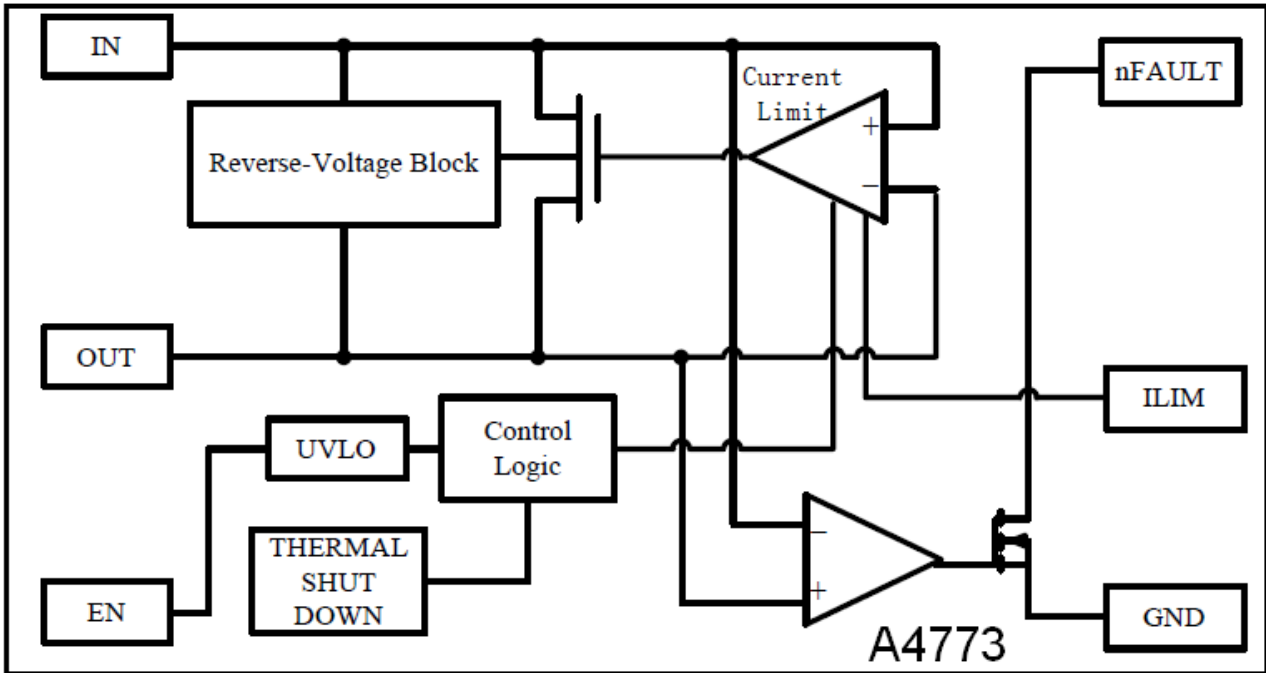 IN
nFAULT
Current
Limit
+
−
Reverse-Voltage Block
OUT
ILIM
UVLO
Control
Logic
THERMAL
SHUT
DOWN
−
+
EN
GND
A4773